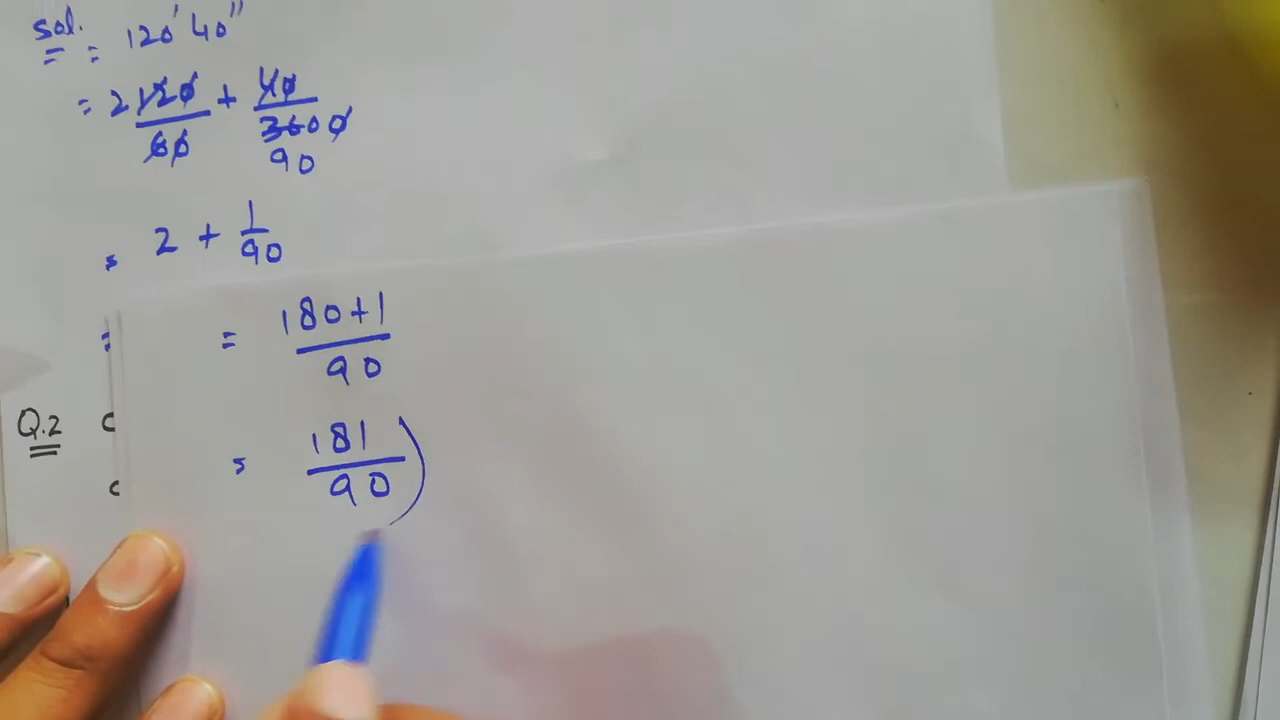 sol.
= 120' 40"
= 2 120/60 + 40/3600
90
= 2 + 1/90
= = 180+1/90
Q.2 c
= 181/90)
c